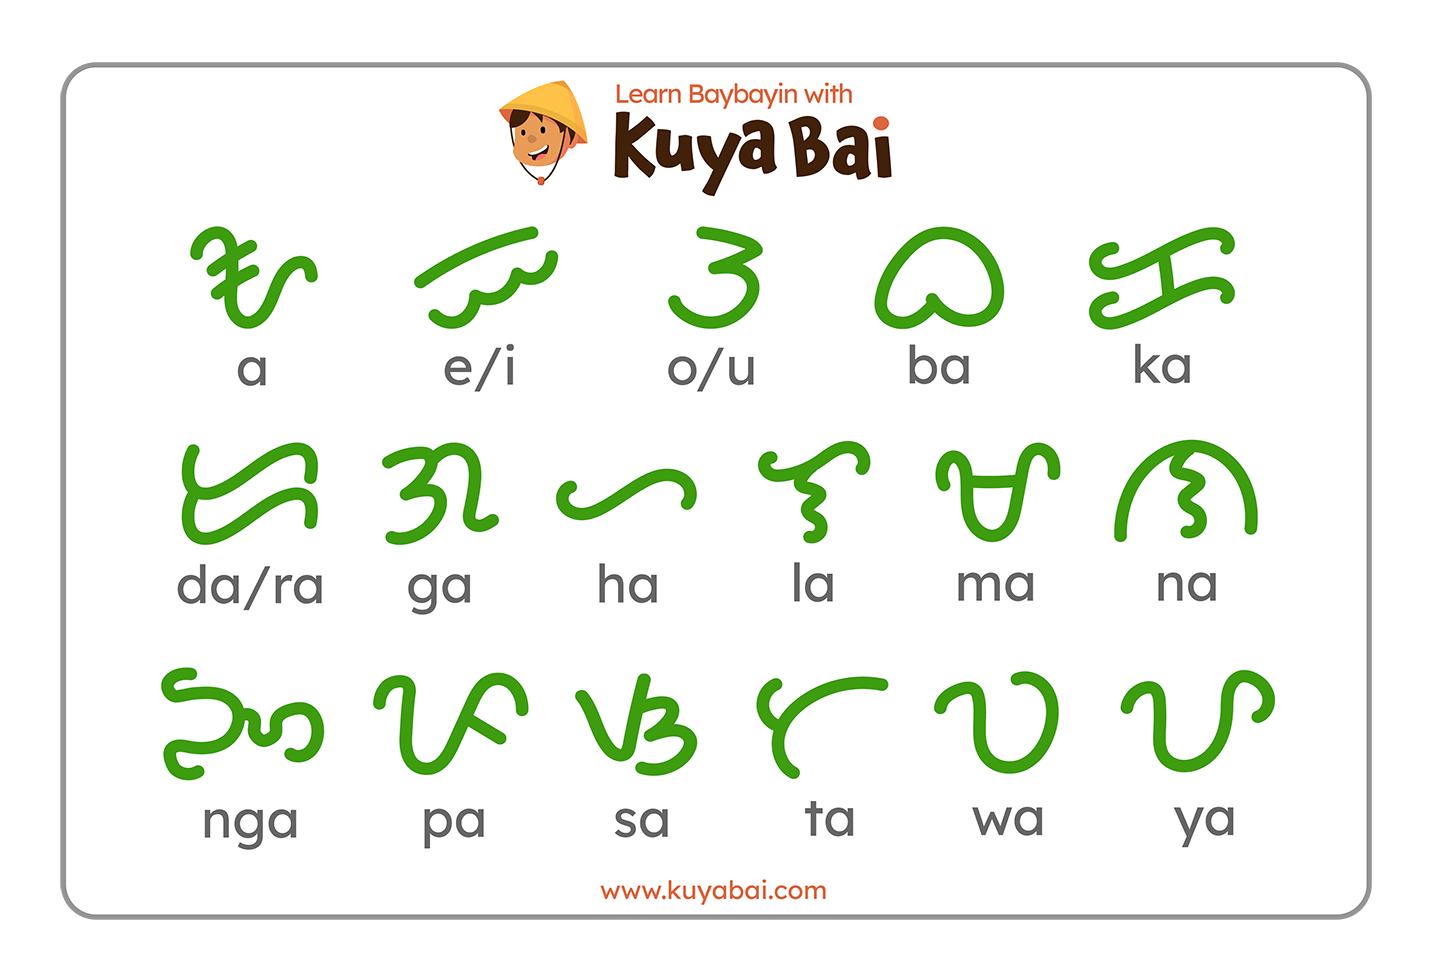 Learn Baybayin with
Kuya Bai
ᜀ ᜁ ᜂ ᜊ ᜃ
a e/i o/u ba ka
ᜇ ᜄ ᜑ ᜎ ᜋ ᜈ
da/ra ga ha la ma na
ᜅ ᜉ ᜐ ᜆ ᜏ ᜌ
nga pa sa ta wa ya
www.kuyabai.com